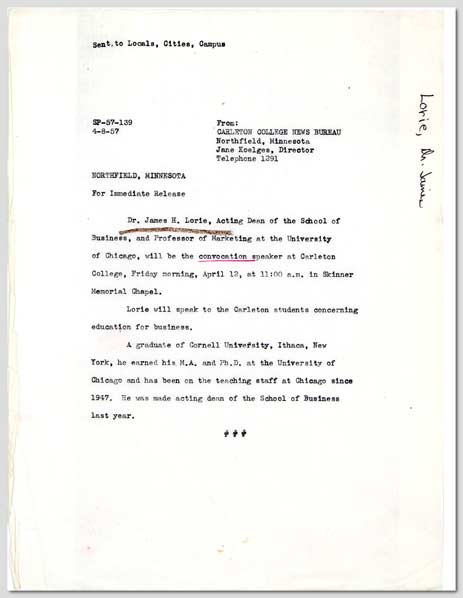 Sent to Locals, Cities, Campus
Lorie, Dr. James
SP-57-139
4-8-57
From:
CARLETON COLLEGE NEWS BUREAU
Northfield, Minnesota
Jane Koelges, Director
Telephone 1291
NORTHFIELD, MINNESOTA
For Immediate Release
Dr. James H. Lorie, Acting Dean of the School of
Business, and Professor of Marketing at the University
of Chicago, will be the convocation speaker at Carleton
College, Friday morning, April 12, at 11:00 a.m. in Skinner
Memorial Chapel.
Lorie will speak to the Carleton students concerning
education for business.
A graduate of Cornell University, Ithaca, New
York, he earned his M.A. and Ph.D. at the University of
Chicago and has been on the teaching staff at Chicago since
1947. He was made acting dean of the School of Business
last year.
# # #